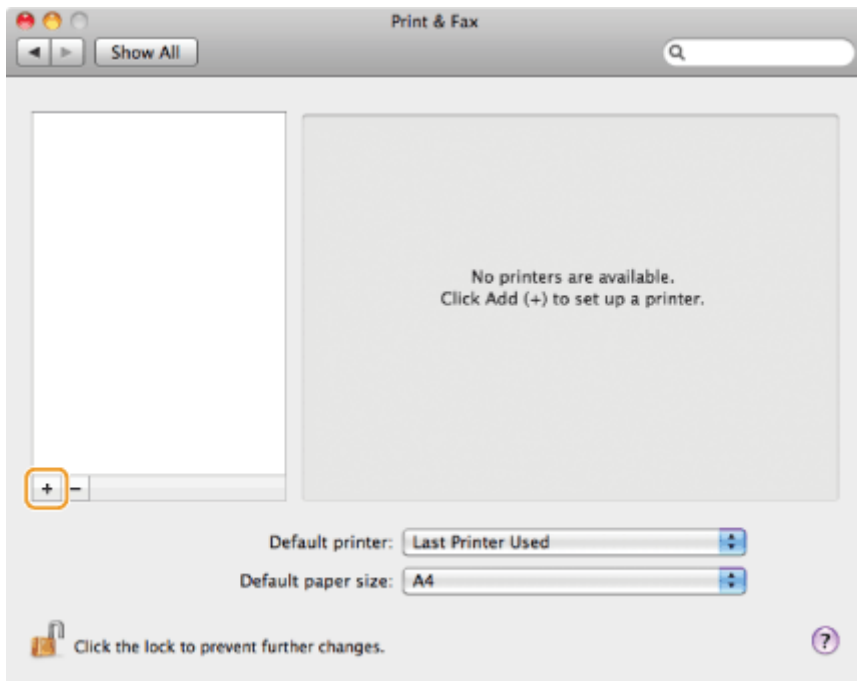 Print & Fax
Show All
No printers are available.
Click Add (+) to set up a printer.
+ −
Default printer: Last Printer Used
Default paper size: A4
Click the lock to prevent further changes.
?